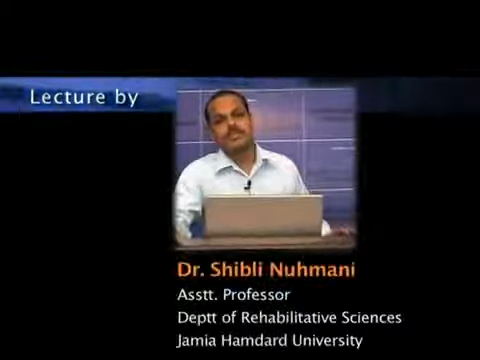 Lecture by
Dr. Shibli Nuhmani
Asstt. Professor
Deptt of Rehabilitative Sciences
Jamia Hamdard University